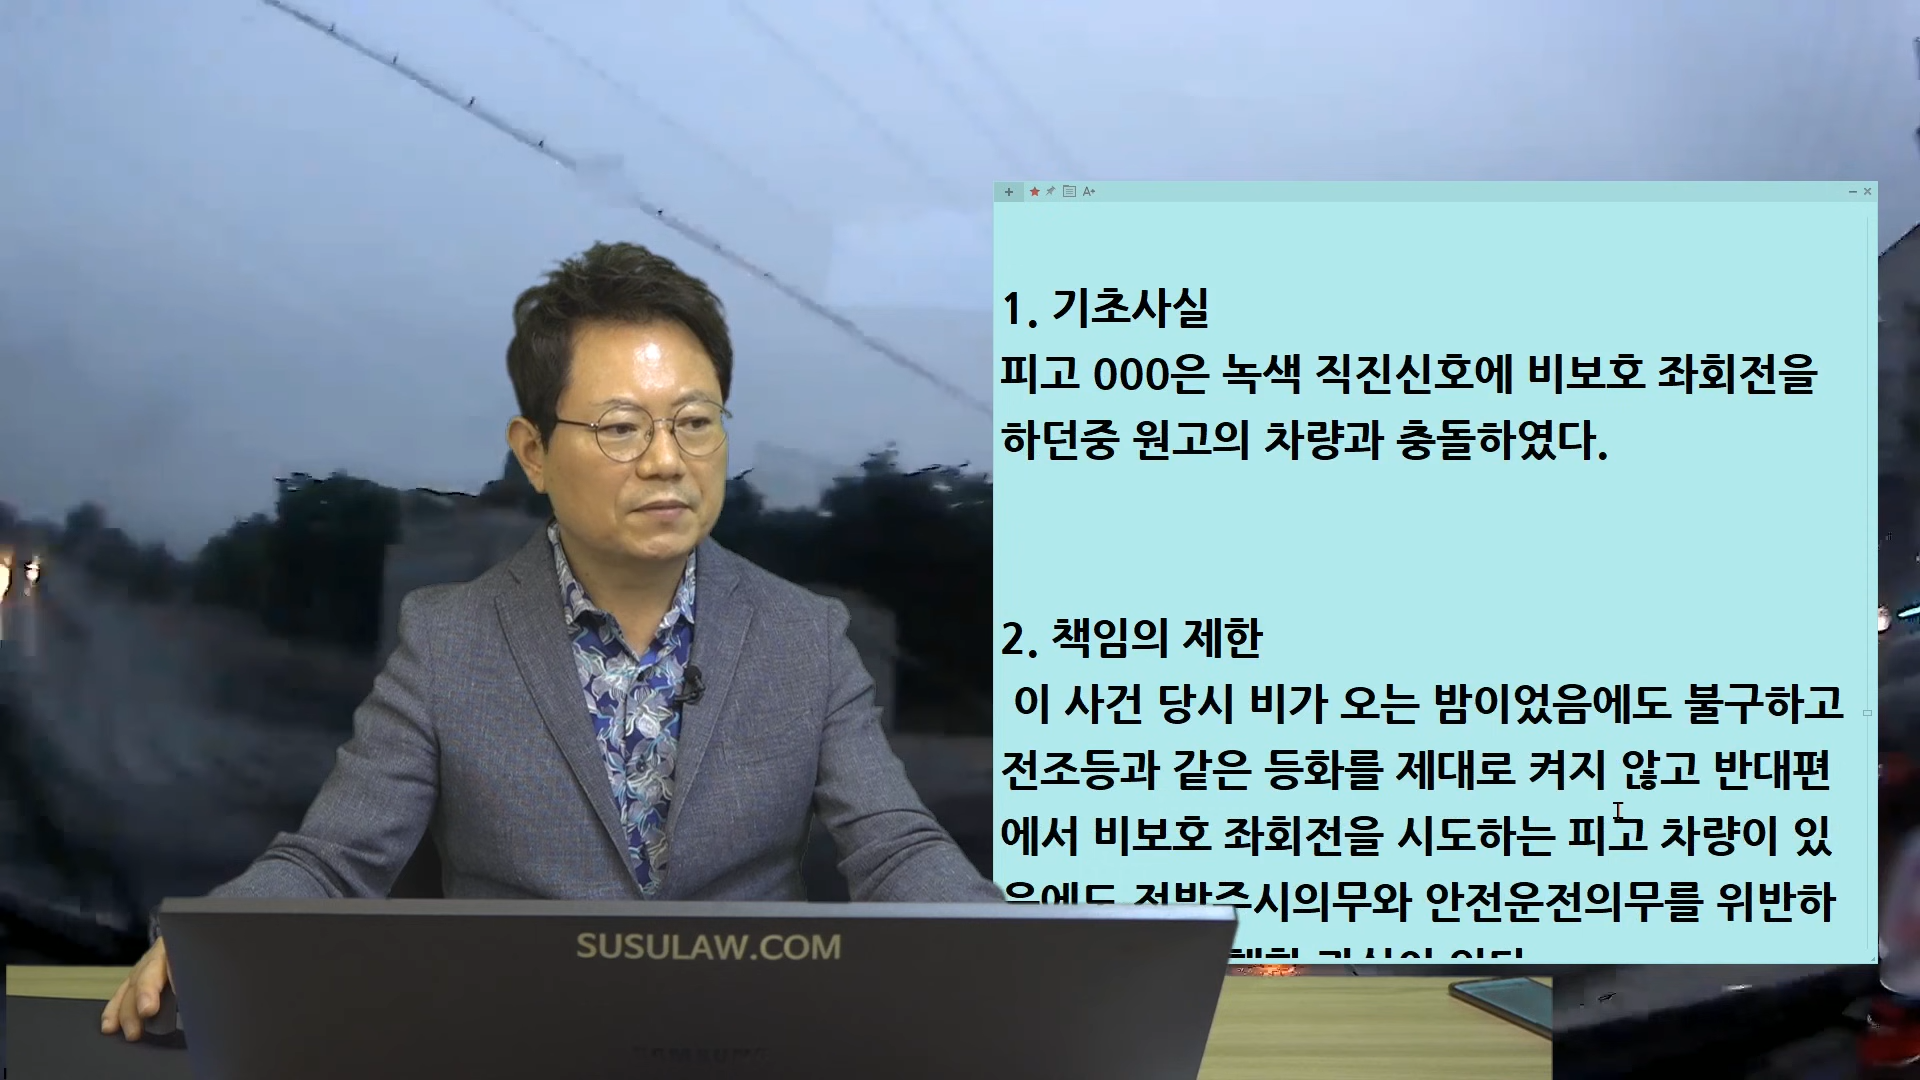 1. 기초사실
피고 000은 녹색 직진신호에 비보호 좌회전을
하던중 원고의 차량과 충돌하였다.
2. 책임의 제한
이 사건 당시 비가 오는 밤이었음에도 불구하고
전조등과 같은 등화를 제대로 켜지 않고 반대편
에서 비보호 좌회전을 시도하는 피고 차량이 있
음에도 전방주시의무와 안전운전의무를 위반하
SUSULAW.COM
SAMSUNG